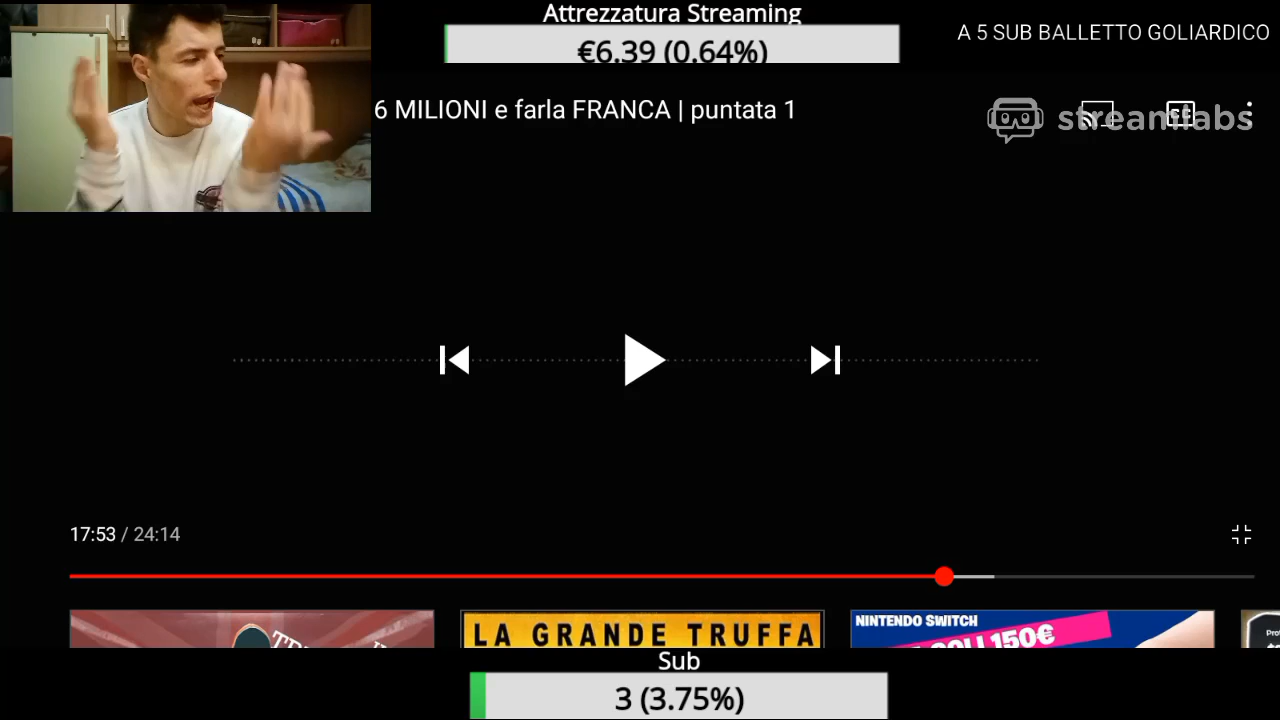 Attrezzatura Streaming
€6.39 (0.64%)
A 5 SUB BALLETTO GOLIARDICO
6 MILIONI e farla FRANCA | puntata 1
streamlabs
17:53 / 24:14
LA GRANDE TRUFFA
NINTENDO SWITCH
150€
Sub
3 (3.75%)